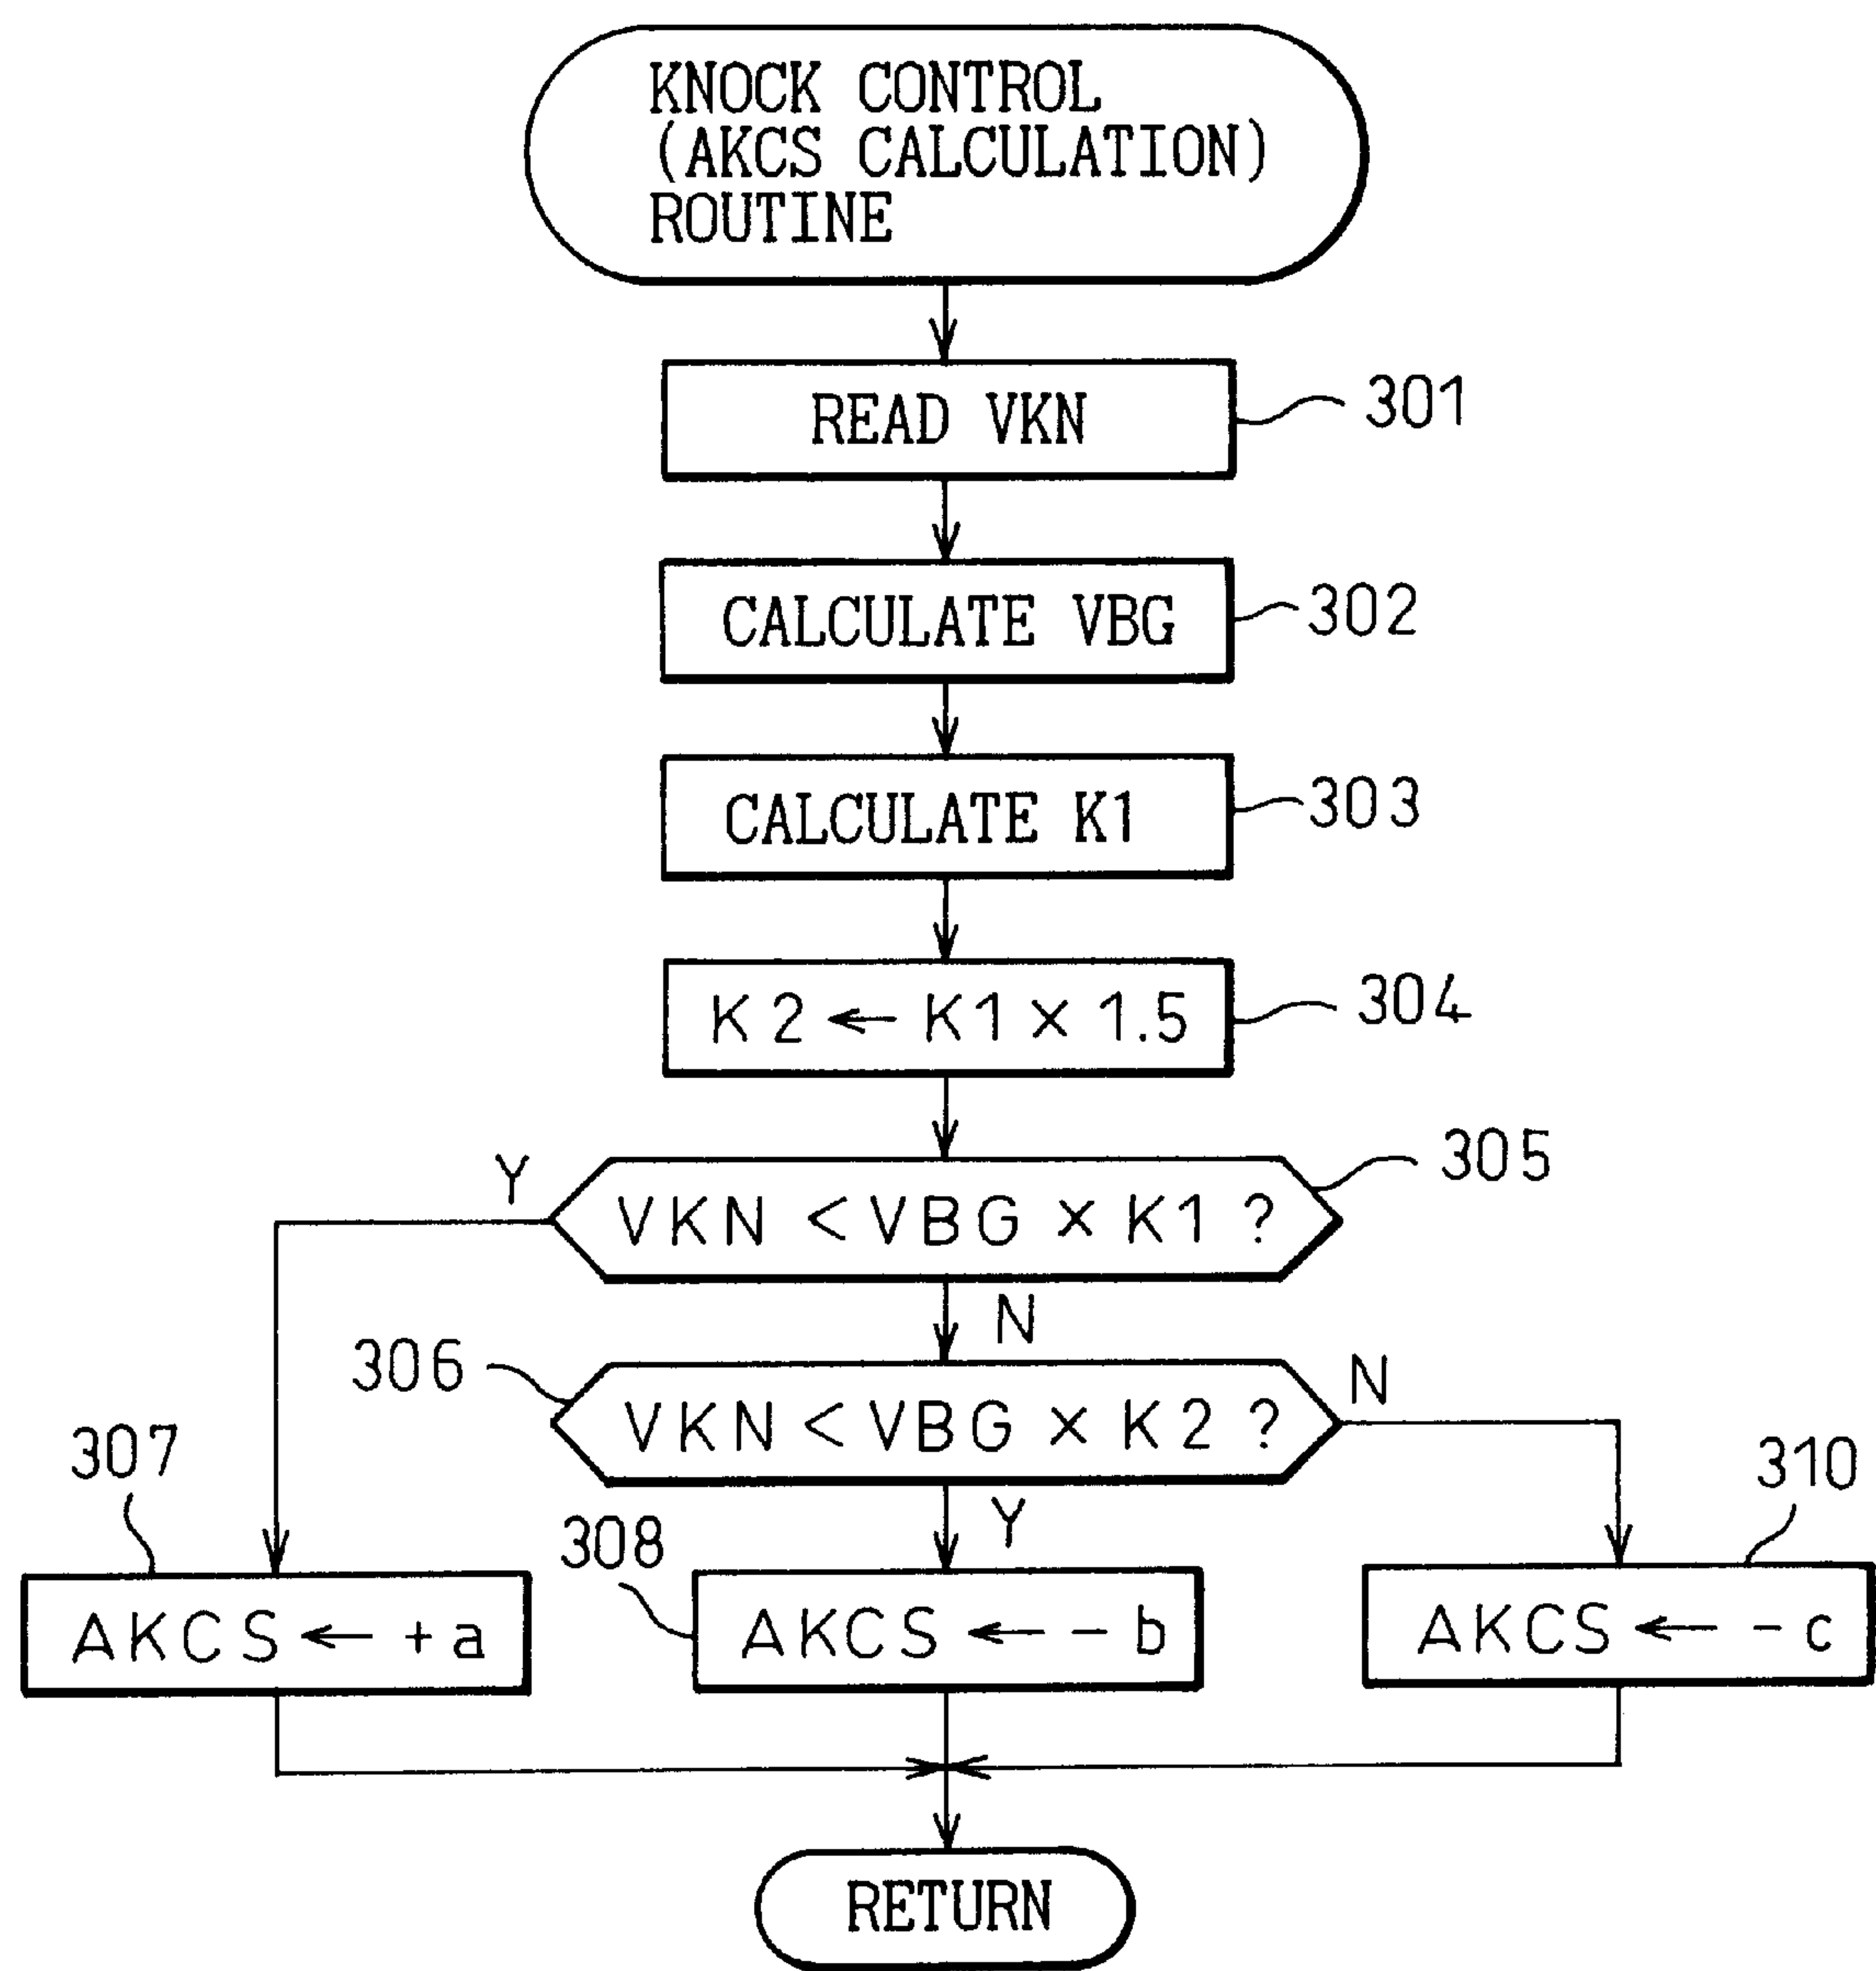 KNOCK CONTROL
(AKCS CALCULATION)
ROUTINE
READ VKN
301
CALCULATE VBG
302
CALCULATE K1
303
K2 ← K1 × 1.5
304
Y
VKN < VBG × K1 ?
305
N
306
VKN < VBG × K2 ?
N
307
308
Y
310
AKCS ← +a
AKCS ← - b
AKCS ← - c
RETURN